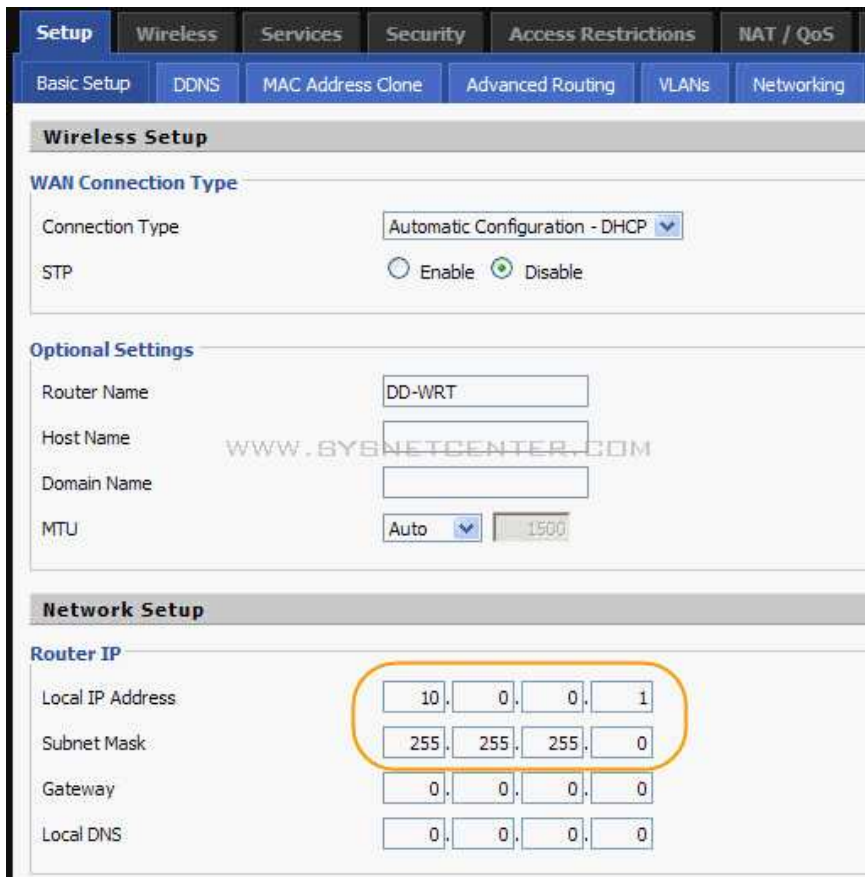 Setup Wireless Services Security Access Restrictions NAT / QoS
Basic Setup DDNS MAC Address Clone Advanced Routing VLANs Networking
Wireless Setup
WAN Connection Type
Connection Type Automatic Configuration - DHCP
STP Enable Disable
Optional Settings
Router Name DD-WRT
Host Name
WWW.SYSNETCENTER.COM
Domain Name
MTU Auto 1500
Network Setup
Router IP
Local IP Address 10. 0. 0. 1
Subnet Mask 255. 255. 255. 0
Gateway 0. 0. 0. 0
Local DNS 0. 0. 0. 0